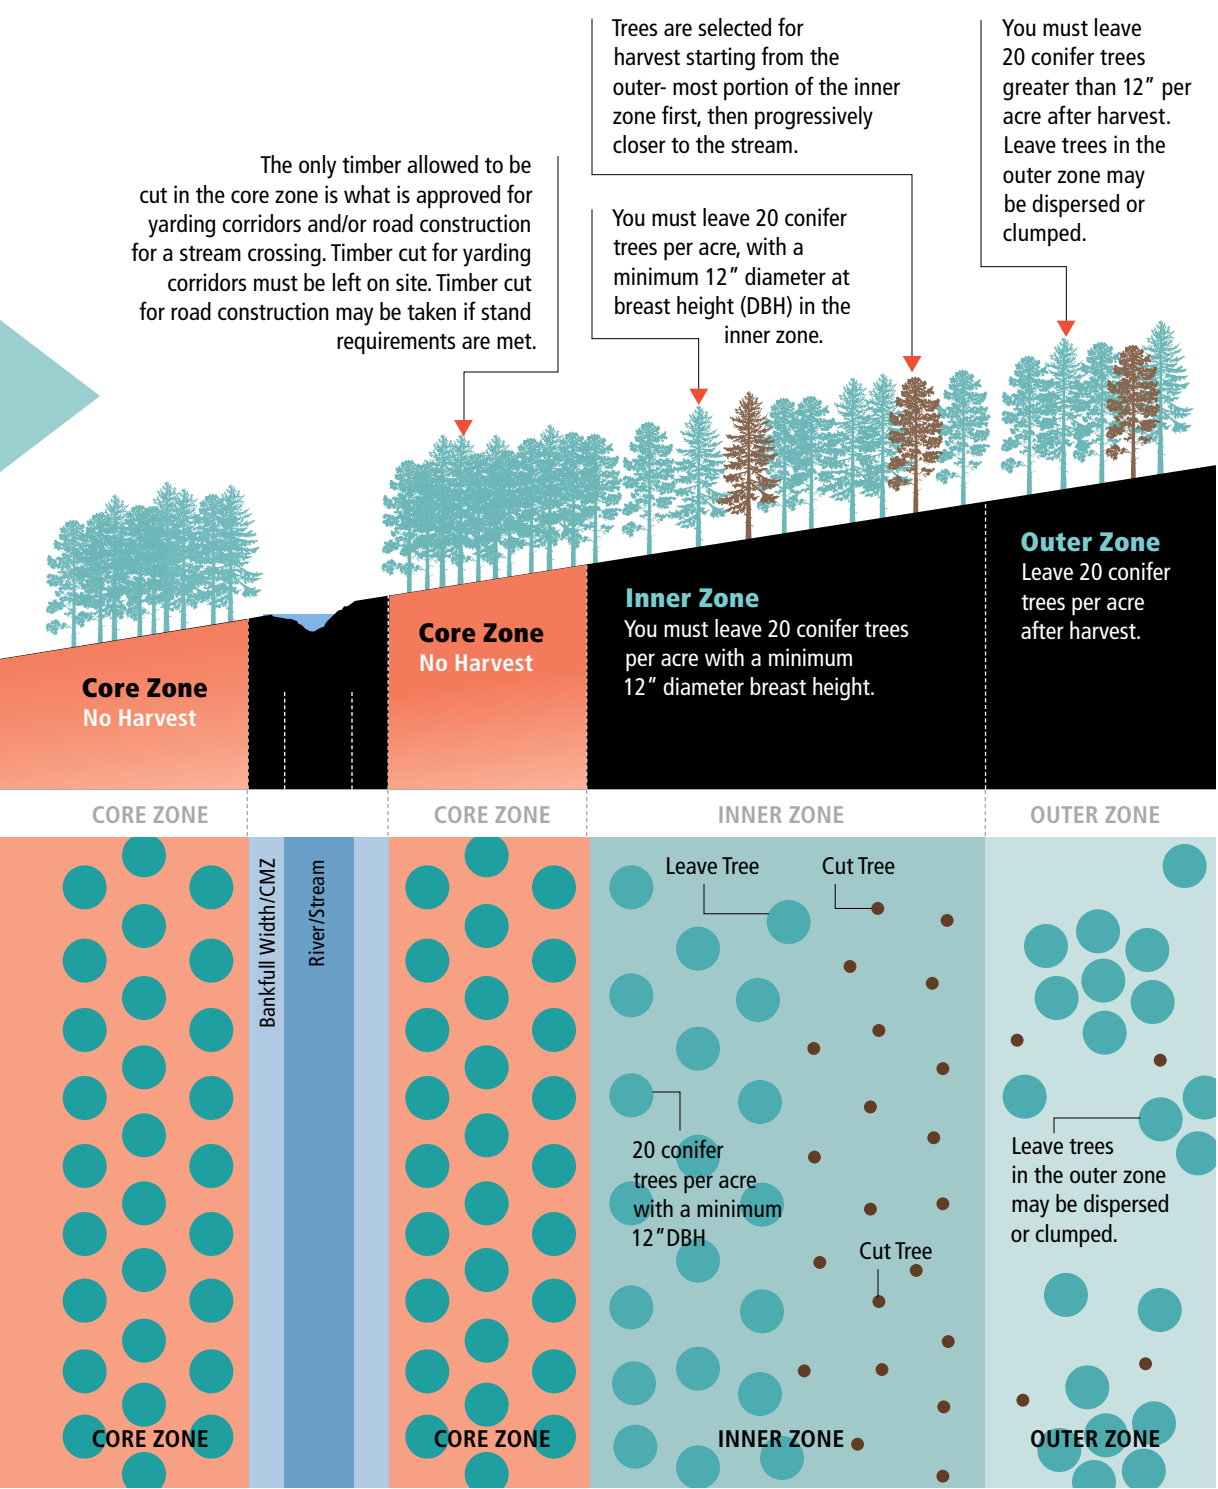 Trees are selected for
harvest starting from the
outer- most portion of the inner
zone first, then progressively
closer to the stream.
You must leave
20 conifer trees
greater than 12” per
acre after harvest.
Leave trees in the
outer zone may
be dispersed or
clumped.
The only timber allowed to be
cut in the core zone is what is approved for
yarding corridors and/or road construction
for a stream crossing. Timber cut for yarding
corridors must be left on site. Timber cut
for road construction may be taken if stand
requirements are met.
You must leave 20 conifer
trees per acre, with a
minimum 12” diameter at
breast height (DBH) in the
inner zone.
Core Zone
No Harvest
Core Zone
No Harvest
Inner Zone
You must leave 20 conifer trees
per acre with a minimum
12” diameter breast height.
Outer Zone
Leave 20 conifer
trees per acre
after harvest.
CORE ZONE
CORE ZONE
INNER ZONE
OUTER ZONE
Bankfull Width/CMZ
River/Stream
Leave Tree
Cut Tree
20 conifer
trees per acre
with a minimum
12”DBH
Cut Tree
Leave trees
in the outer zone
may be dispersed
or clumped.
CORE ZONE
CORE ZONE
INNER ZONE
OUTER ZONE